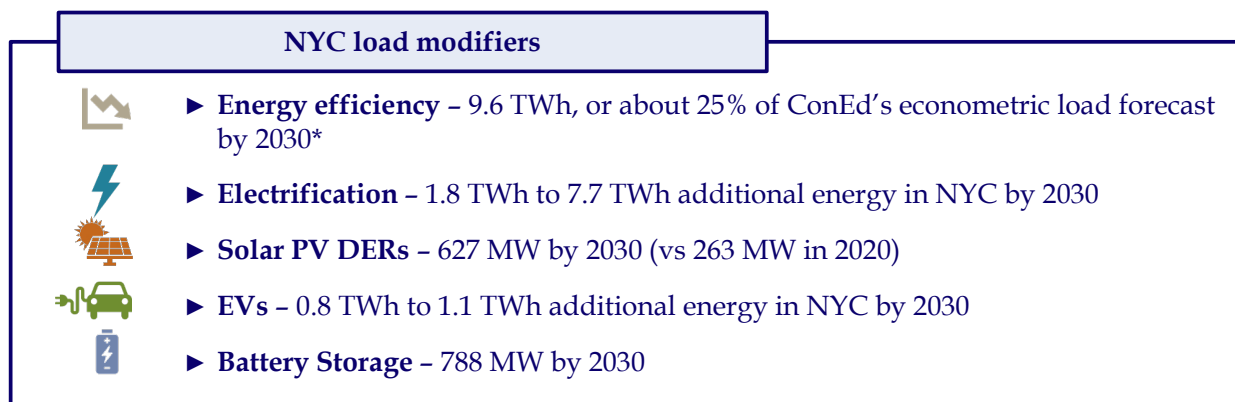 NYC load modifiers
► Energy efficiency – 9.6 TWh, or about 25% of ConEd’s econometric load forecast
by 2030*
► Electrification – 1.8 TWh to 7.7 TWh additional energy in NYC by 2030
► Solar PV DERs – 627 MW by 2030 (vs 263 MW in 2020)
► EVs – 0.8 TWh to 1.1 TWh additional energy in NYC by 2030
► Battery Storage – 788 MW by 2030